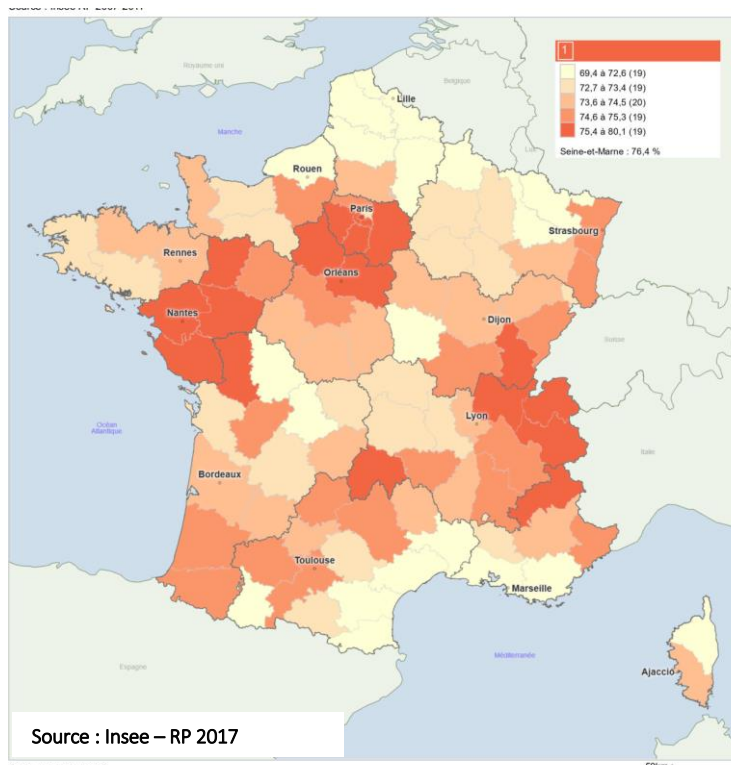 Royaume uni
Belgique
Lille
Manche
Lux
Rouen
Paris
Strasbourg
Rennes
Orléans
Nantes
Dijon
Suisse
Océan
Atlantique
Lyon
Italie
Bordeaux
Toulouse
Marseille
Espagne
Méditerranée
Ajaccio
1
69,4 à 72,6 (19)
72,7 à 73,4 (19)
73,6 à 74,5 (20)
74,6 à 75,3 (19)
75,4 à 80,1 (19)
Seine-et-Marne : 76,4 %
Source : Insee – RP 2017